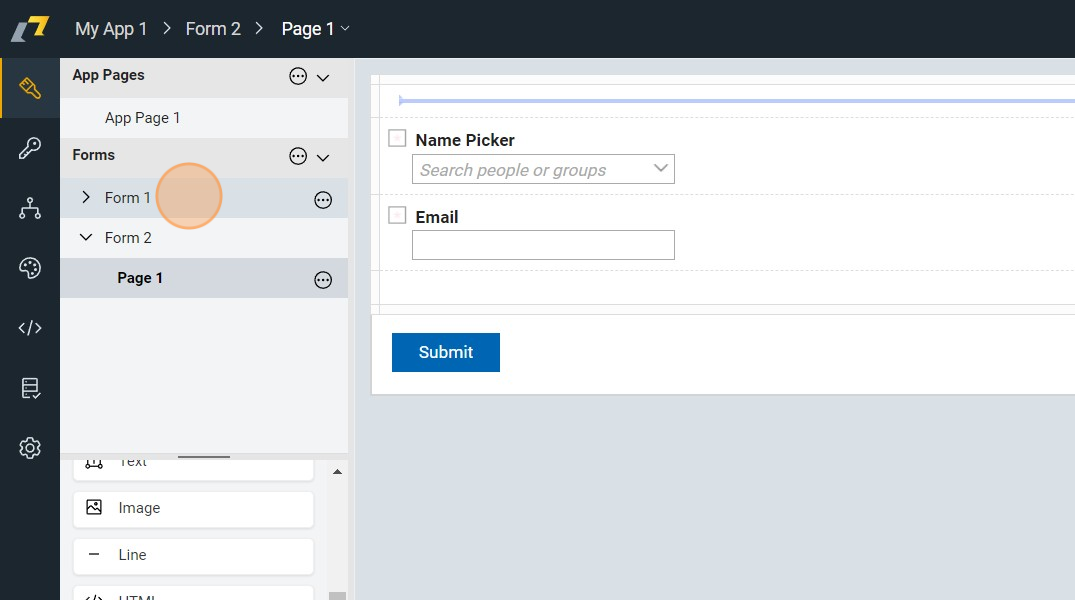 My App 1 > Form 2 > Page 1
App Pages
App Page 1
Forms
Form 1
Form 2
Page 1
Text
Image
Line
HTML
Name Picker
Search people or groups
Email
Submit